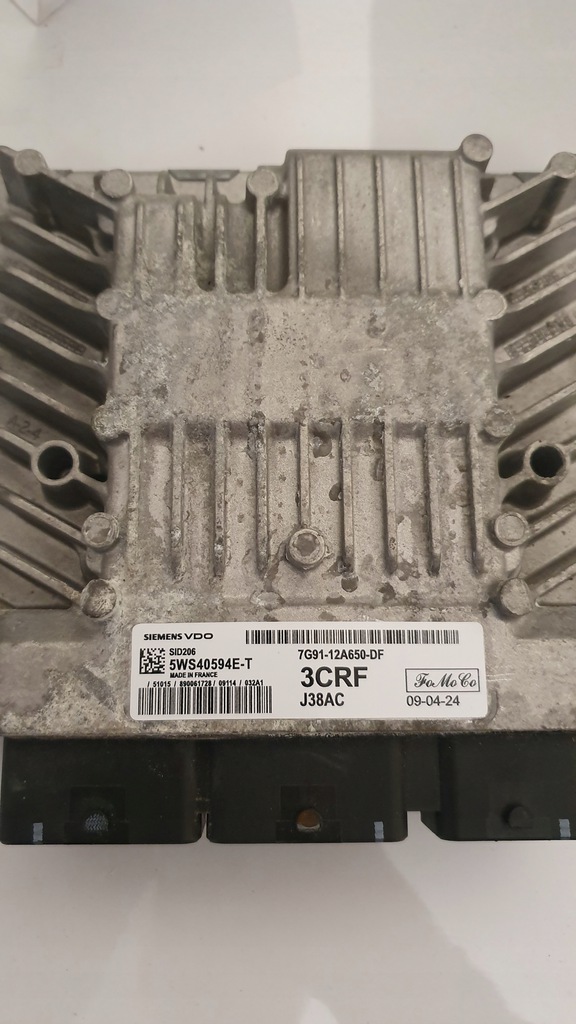 A24
SIEMENS VDO
SID206
5WS40594E-T
MADE IN FRANCE
/ 51015 / 890061728 / 09114 / 032A1
7G91-12A650-DF
3CRF
J38AC
FoMoCo
09-04-24